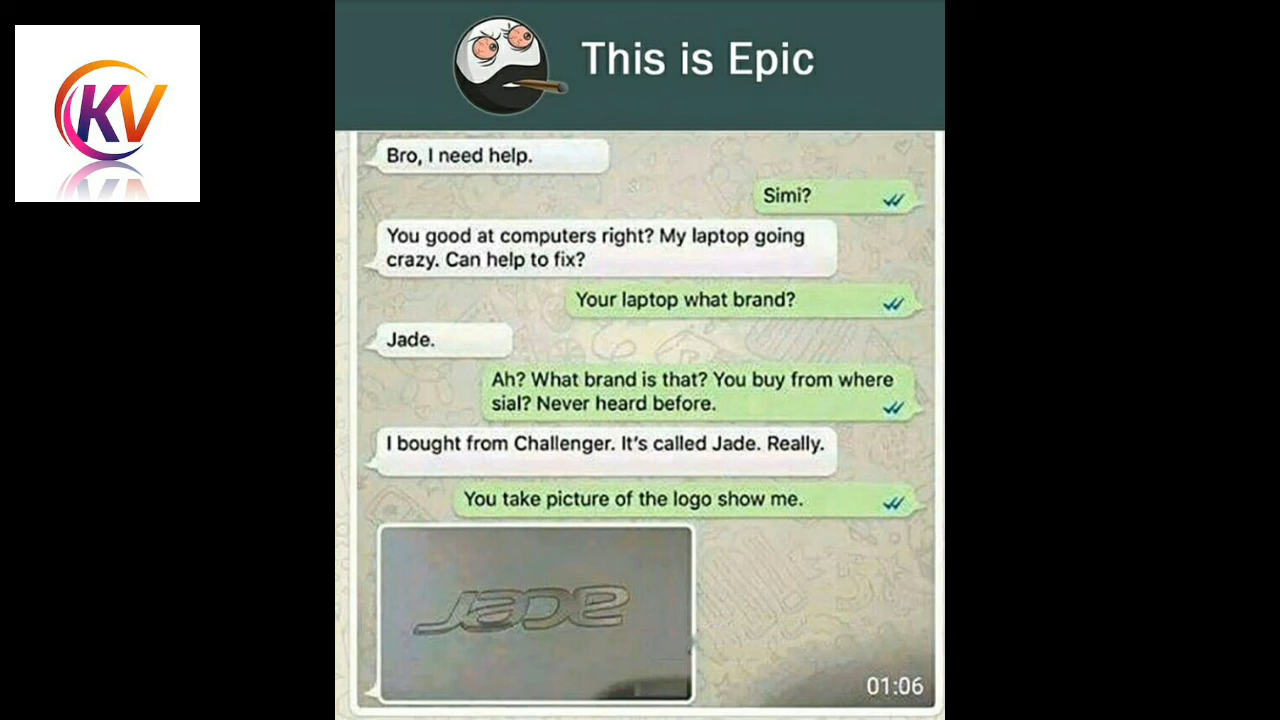 KV
This is Epic
Bro, I need help.
Simi?
You good at computers right? My laptop going
crazy. Can help to fix?
Your laptop what brand?
Jade.
Ah? What brand is that? You buy from where
sial? Never heard before.
I bought from Challenger. It's called Jade. Really.
You take picture of the logo show me.
acer
01:06